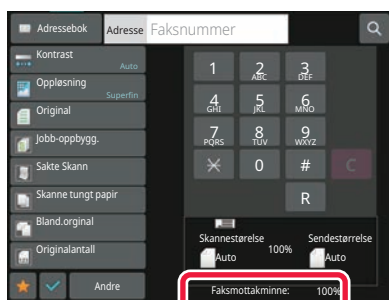 Adressebok
Adresse
Faksnummer
Kontrast
Auto
Oppløsning
Superfin
Original
Jobb-oppbygg.
Sakte Skann
Skanne tungt papir
Bland.orginal
Originalantall
Andre
1
2
ABC
3
DEF
4
GHI
5
JKL
6
MNO
7
PQRS
8
TUV
9
WXYZ
0
#
C
R
Skannestørelse
Sendestørrelse
100%
Auto
Auto
Faksmottakminne: 100%